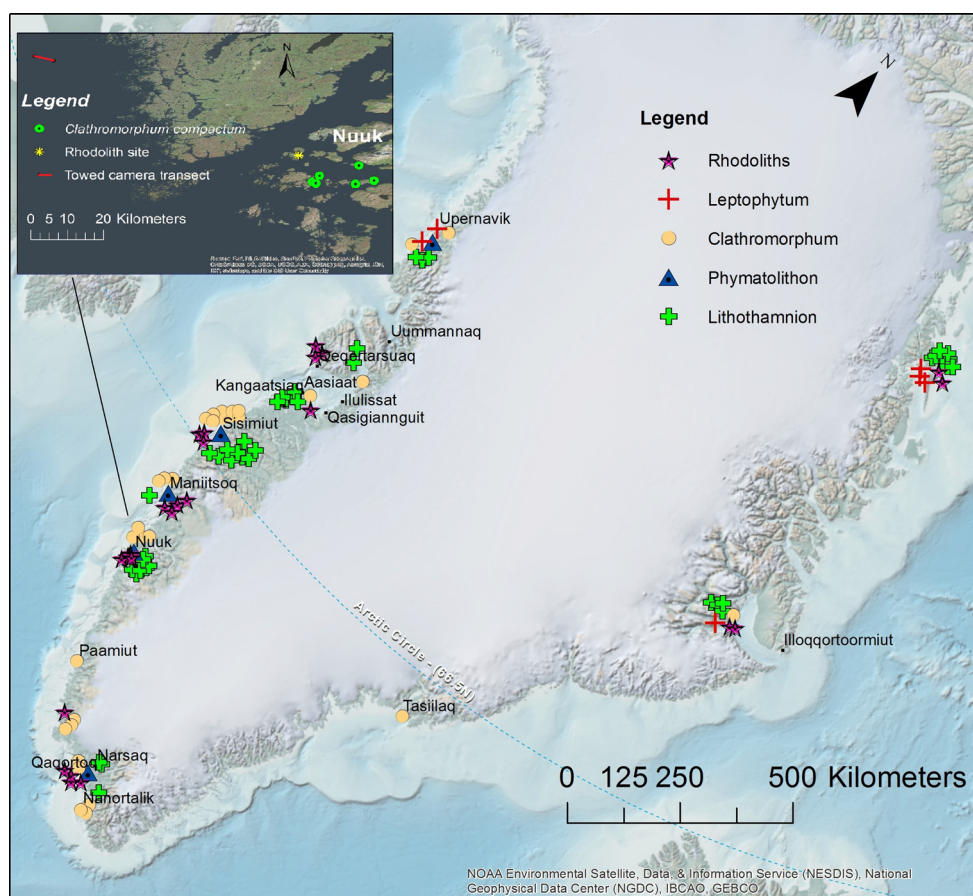 N
Legend
Clathromorphum compactum
Rhodolith site
Towed camera transect
0 5 10 20 Kilometers
Nuuk
N
Legend
Rhodoliths
Leptophytum
Clathromorphum
Phymatolithon
Lithothamnion
Upernavik
Uummannaq
Qeqertarsuaq
Kangaatsiaq
Aasiaat
Ilulissat
Qasigiannguit
Sisimiut
Maniitsoq
Nuuk
Arctic Circle - (66.5N)
Illoqqortoormiut
Paamiut
Tasiilaq
Narsaq
Qaqortoq
Nanortalik
0 125 250 500 Kilometers
NOAA Environmental Satellite, Data, & Information Service (NESDIS), National
Geophysical Data Center (NGDC), IBCAO, GEBCO